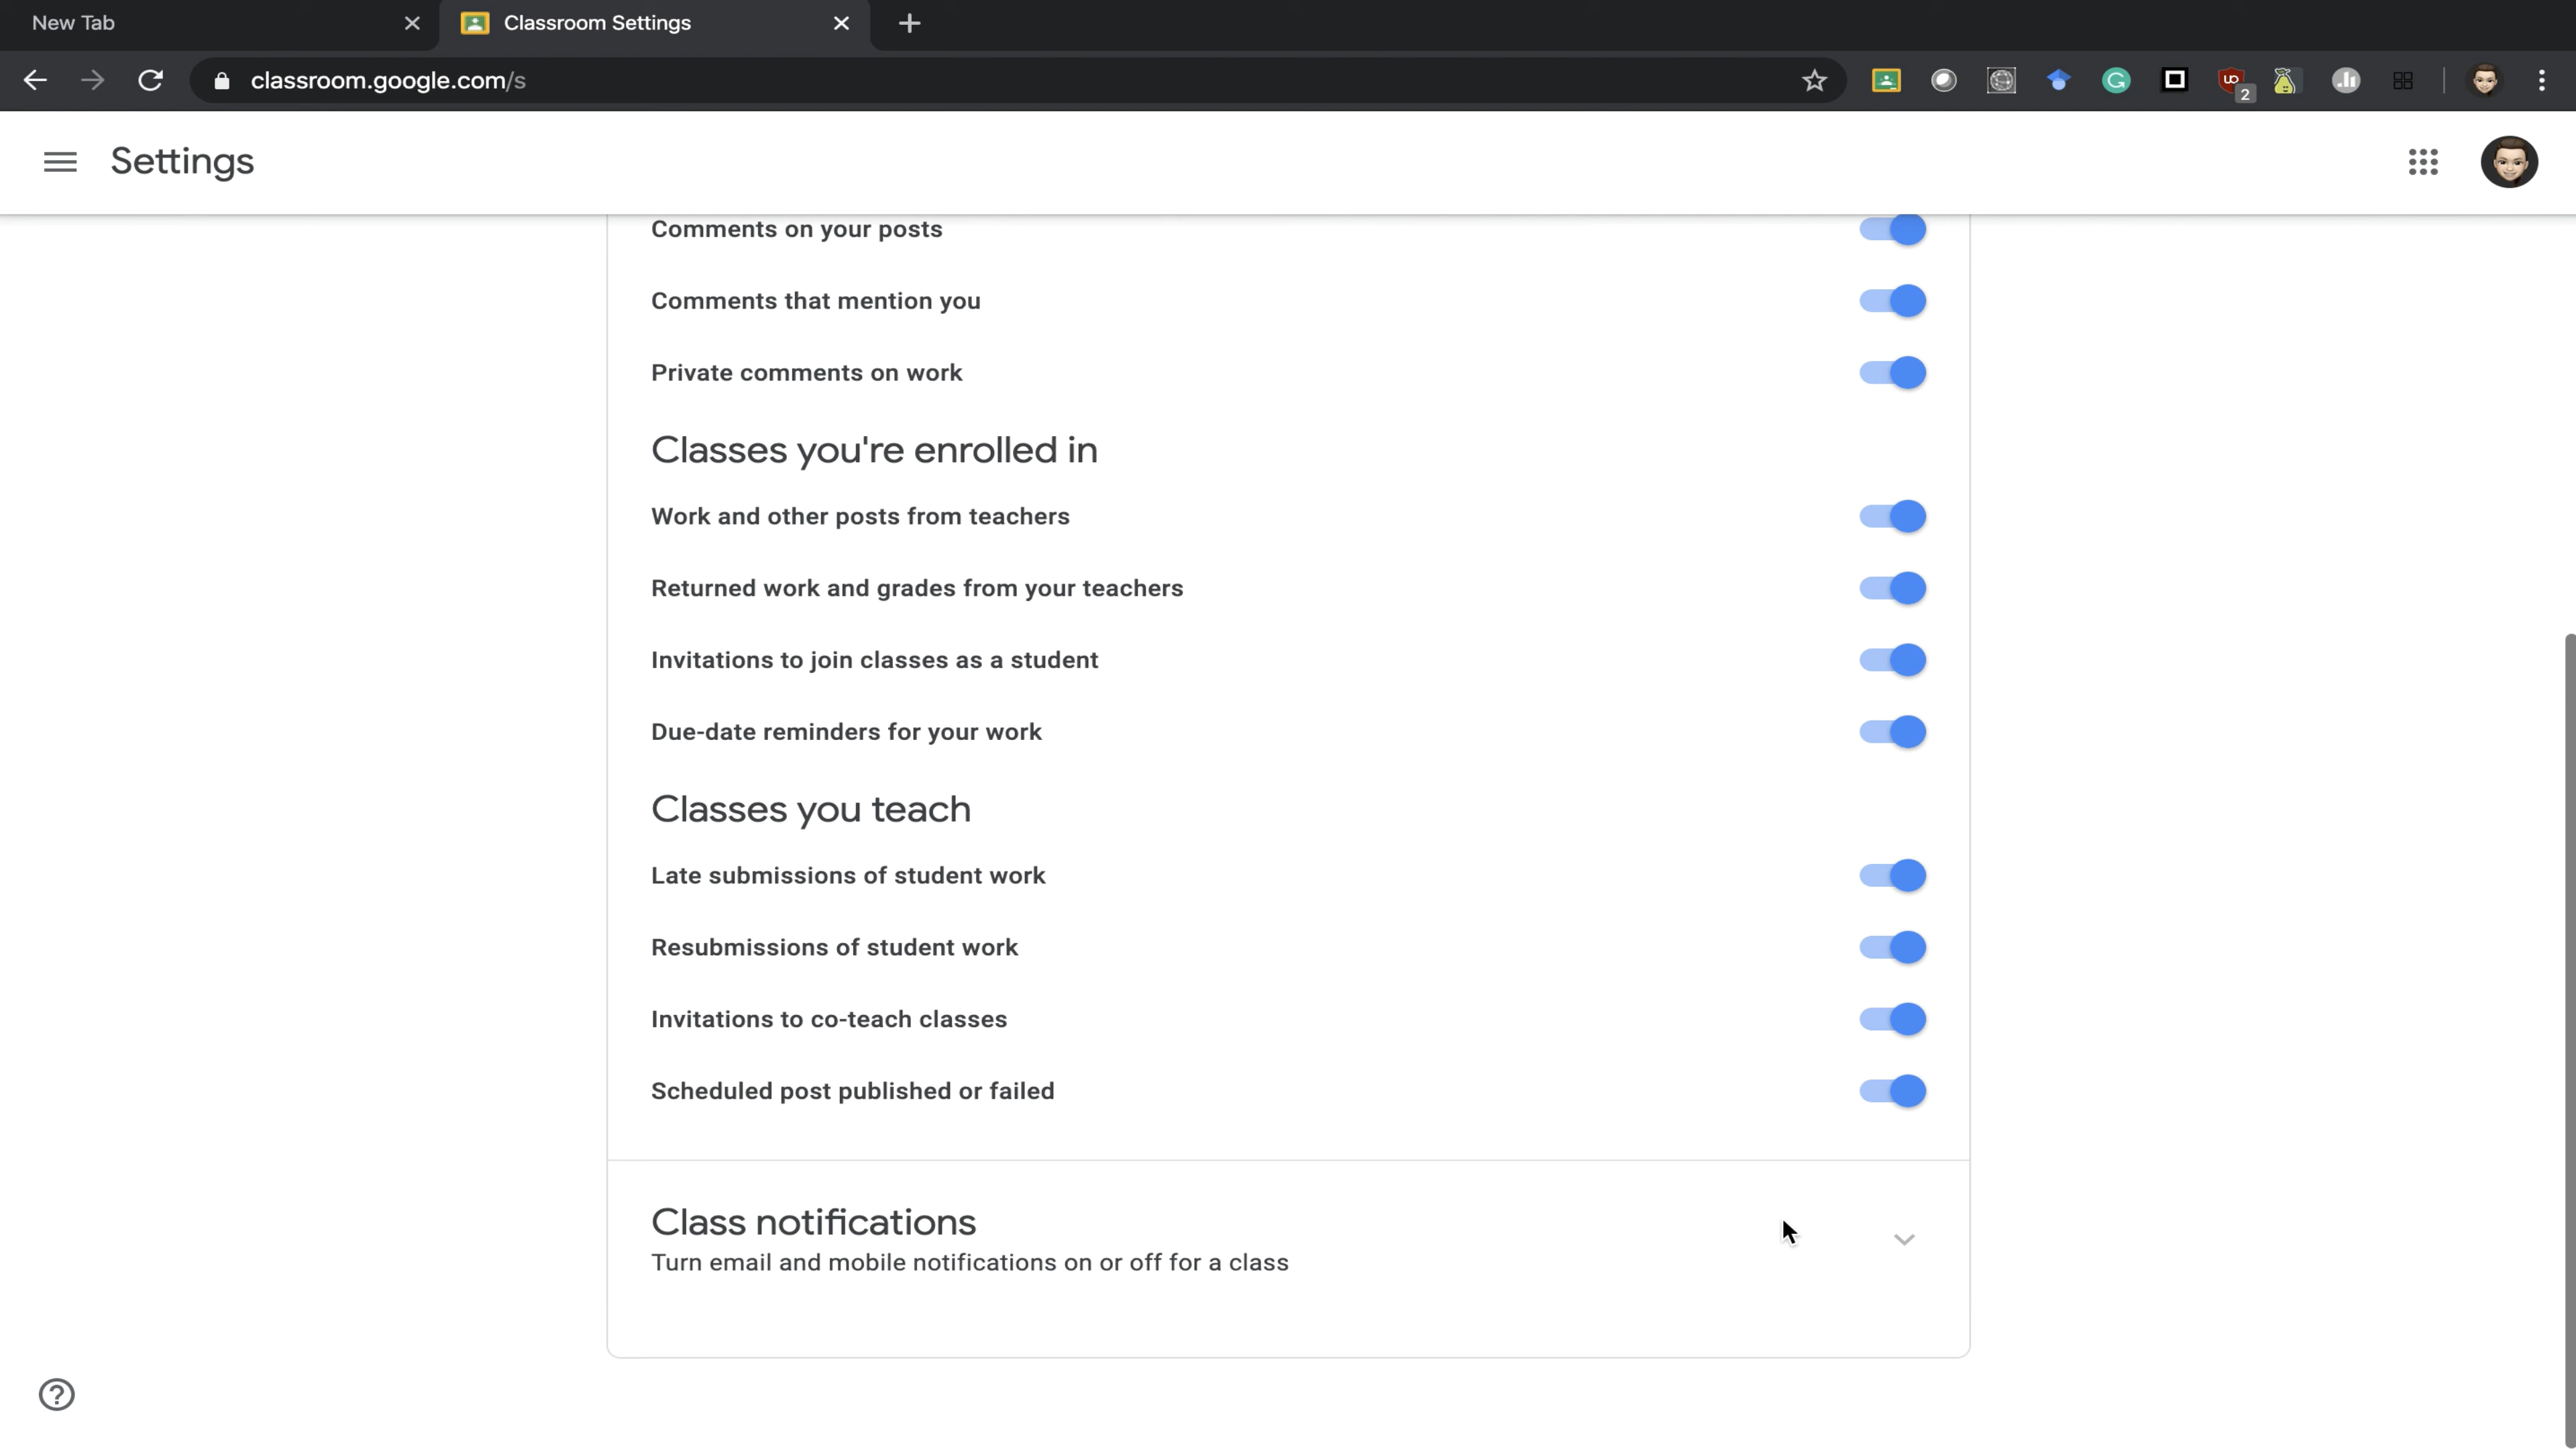 New Tab
Classroom Settings
classroom.google.com/s
2
Settings
Comments on your posts
Comments that mention you
Private comments on work
Classes you're enrolled in
Work and other posts from teachers
Returned work and grades from your teachers
Invitations to join classes as a student
Due-date reminders for your work
Classes you teach
Late submissions of student work
Resubmissions of student work
Invitations to co-teach classes
Scheduled post published or failed
Class notifications
Turn email and mobile notifications on or off for a class